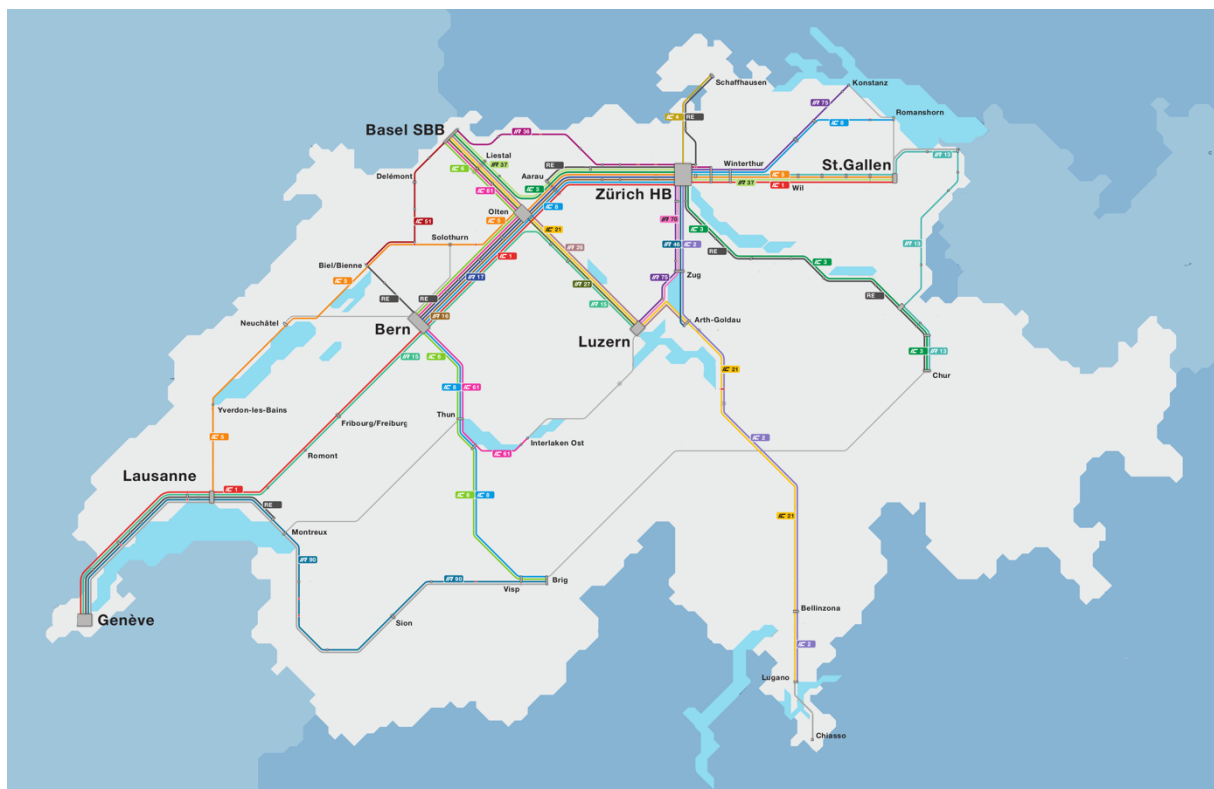 Schaffhausen
Konstanz
IR 75
Romanshorn
IC 4
RE
IC 8
Basel SBB
IR 36
IR 13
Liestal
IR 37
RE
Winterthur
St.Gallen
IC 5
Delémont
IC 6
Aarau
IC 3
IC 61
Zürich HB
IR 37
IC 1
Wil
IC 8
Olten
IC 5
IR 70
IC 51
IC 21
IC 3
Solothurn
IR 25
IR 46
IC 2
IR 13
IC 1
RE
Biel/Bienne
IC 3
IR 17
Zug
IC 5
IR 27
IR 75
RE
RE
RE
IR 15
IR 16
Neuchâtel
Bern
Arth-Goldau
Luzern
IR 15
IC 6
IC 3
IR 13
IC 21
Chur
IC 8
IC 61
Yverdon-les-Bains
Thun
Fribourg/Freiburg
IC 5
IC 2
Interlaken Ost
IC 61
Romont
Lausanne
IC 1
IC 6
IC 8
RE
IC 21
Montreux
IR 90
IR 90
Brig
Visp
Bellinzona
Genève
Sion
IC 2
Lugano
Chiasso